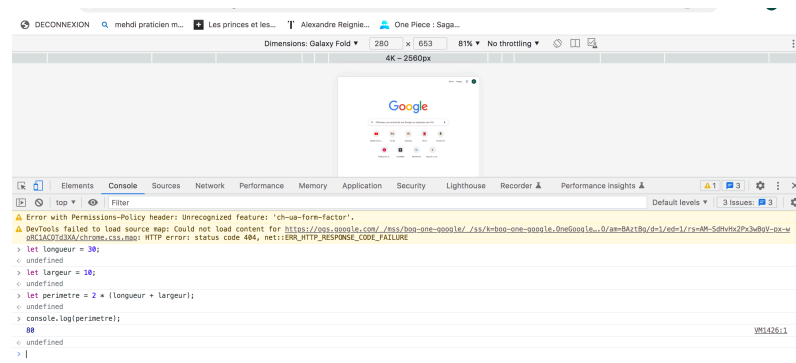 DECONNEXION mehdi praticien m... Les princes et les... Alexandre Reignie... One Piece : Saga...
Dimensions: Galaxy Fold ▼ 280 × 653 81% ▼ No throttling ▼
4K – 2560px
Google
Elements Console Sources Network Performance Memory Application Security Lighthouse Recorder Performance insights 1 3
top ▼ Filter Default levels ▼ 3 Issues: 3
Error with Permissions-Policy header: Unrecognized feature: 'ch-ua-form-factor'.
DevTools failed to load source map: Could not load content for https://ogs.google.com/_/mss/boq-one-google/_/ss/k=boq-one-google.OneGoogle….O/am=BAztBg/d=1/ed=1/rs=AM-SdHvHx2Px3wBgV-px-w
oRC1ACQTd3XA/chrome.css.map: HTTP error: status code 404, net::ERR_HTTP_RESPONSE_CODE_FAILURE
> let longueur = 30;
< undefined
> let largeur = 10;
< undefined
> let perimetre = 2 * (longueur + largeur);
< undefined
> console.log(perimetre);
80 VM1426:1
< undefined
>